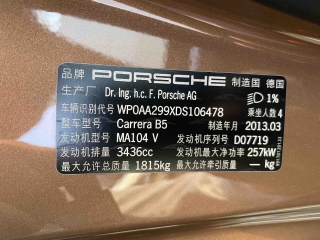 品牌 PORSCHE 制造国 德国
生产厂 Dr. Ing. h.c. F. Porsche AG 1%
车辆识别代号 WP0AA299XDS106478 乘坐人数 4
整车型号 Carrera B5 制造年月 2013.03
发动机型号 MA104 V 发动机序列号 D07719
发动机排量 3436cc 发动机最大净功率 257kW
最大允许总质量 1815kg 最大允许牵引质量 — kg